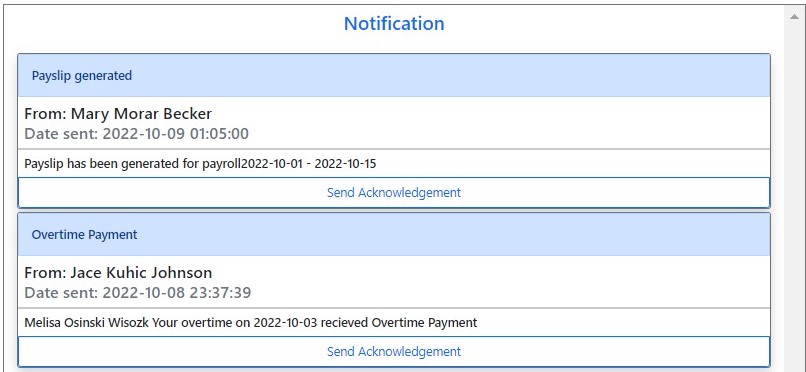 Notification
Payslip generated
From: Mary Morar Becker
Date sent: 2022-10-09 01:05:00
Payslip has been generated for payroll2022-10-01 - 2022-10-15
Send Acknowledgement
Overtime Payment
From: Jace Kuhic Johnson
Date sent: 2022-10-08 23:37:39
Melisa Osinski Wisozk Your overtime on 2022-10-03 recieved Overtime Payment
Send Acknowledgement